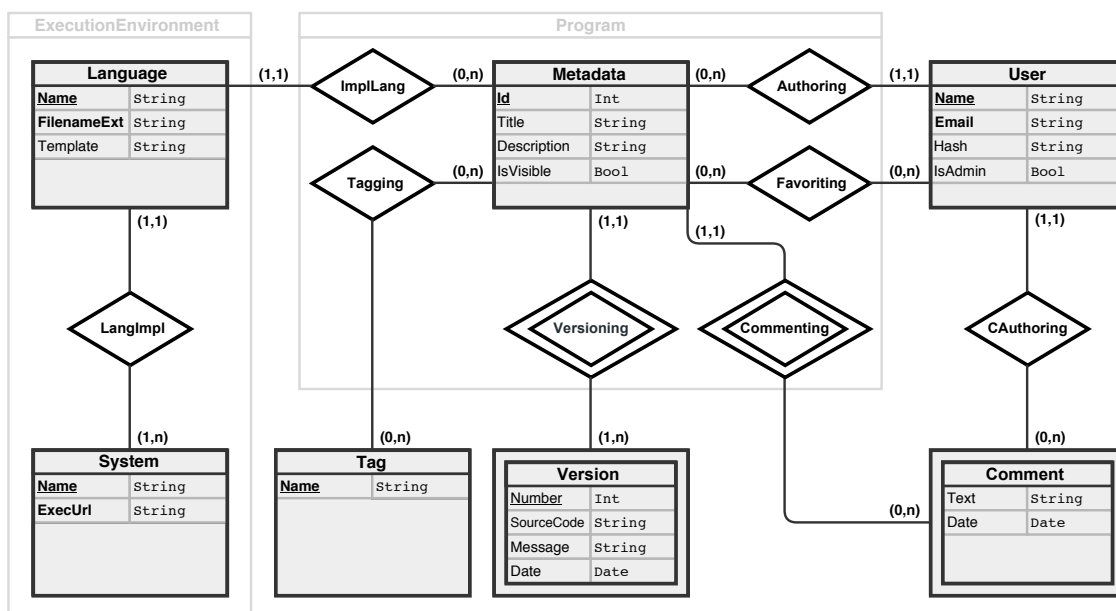 ExecutionEnvironment
Program
Language
Name String
FilenameExt String
Template String
(1,1)
ImplLang
(0,n)
Metadada
Id Int
Title String
Description String
IsVisible Bool
(0,n)
Authoring
(1,1)
User
Name String
Email String
Hash String
IsAdmin Bool
Tagging
(0,n)
(0,n)
Favoriting
(0,n)
(1,1)
(1,1)
(1,1)
(1,1)
LangImpl
Versioning
Commenting
CAuthoring
(1,n)
(0,n)
(1,n)
(0,n)
System
Name String
ExecUrl String
Tag
Name String
Version
Number Int
SourceCode String
Message String
Date Date
(0,n)
Comment
Text String
Date Date